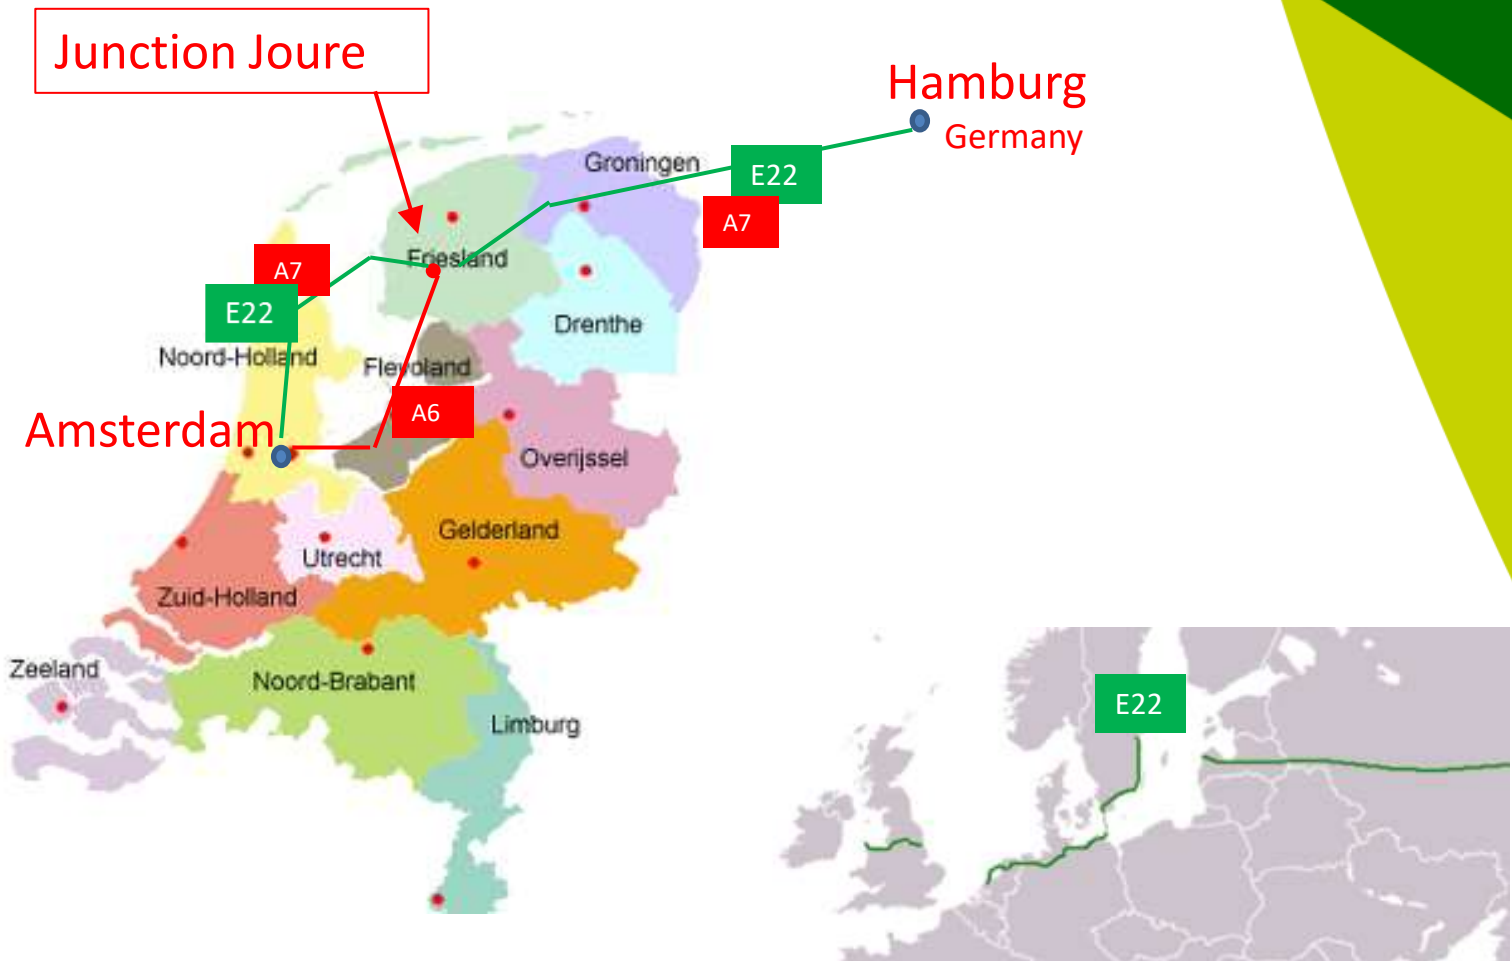 Junction Joure
Hamburg
Germany
Groningen
E22
A7
Friesland
A7
E22
Drenthe
Noord-Holland
Flevoland
A6
Amsterdam
Overijssel
Gelderland
Utrecht
Zuid-Holland
Zeeland
Noord-Brabant
Limburg
E22